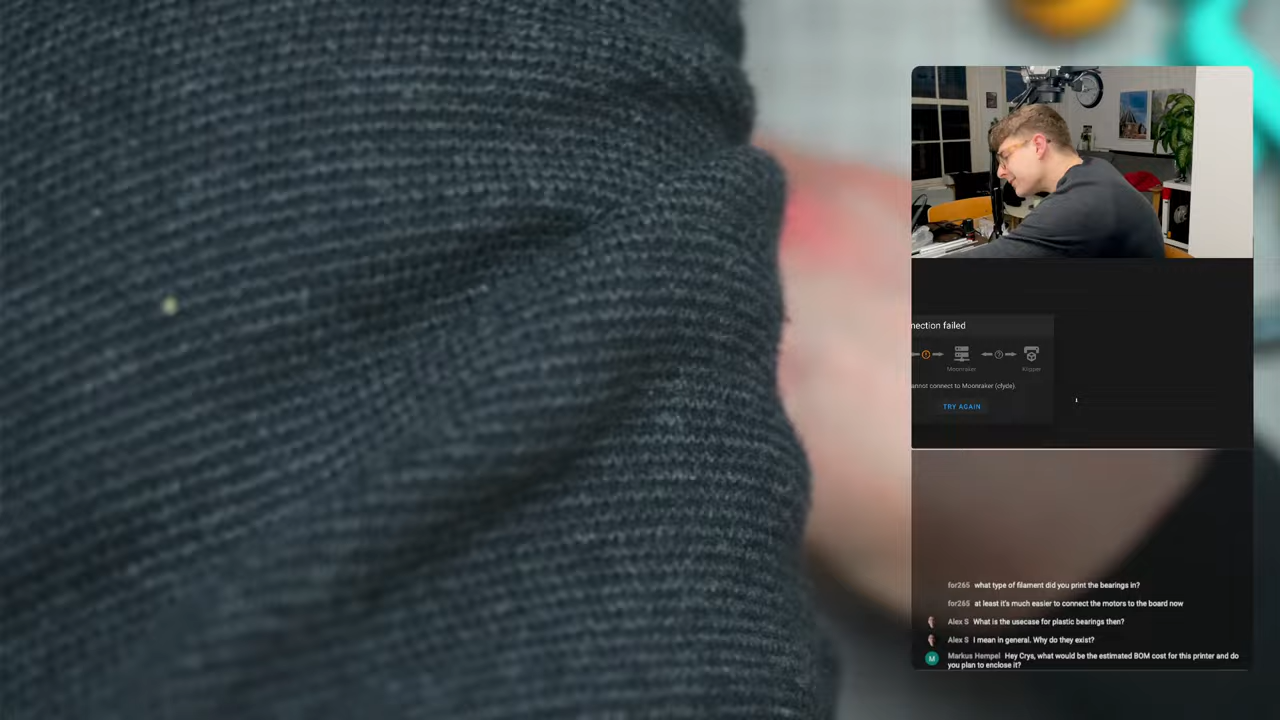 nection failed
Moonraker
Klipper
annot connect to Moonraker (clyde).
TRY AGAIN
for265 what type of filament did you print the bearings in?
for265 at least it's much easier to connect the motors to the board now
Alex S What is the usecase for plastic bearings then?
Alex S I mean in general. Why do they exist?
M Markus Hempel Hey Crys, what would be the estimated BOM cost for this printer and do
you plan to enclose it?